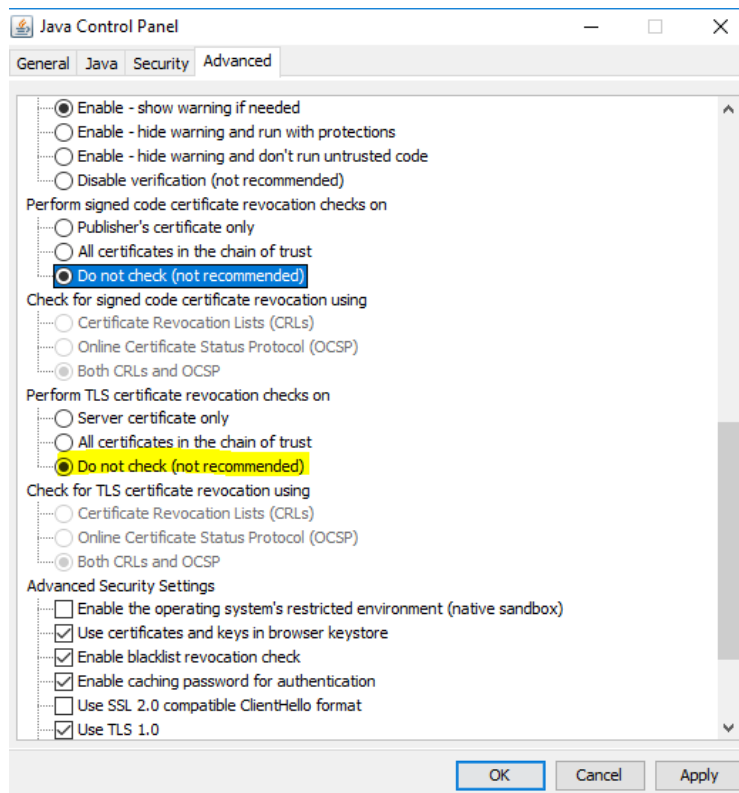 Java Control Panel
General Java Security Advanced
Enable - show warning if needed
Enable - hide warning and run with protections
Enable - hide warning and don't run untrusted code
Disable verification (not recommended)
Perform signed code certificate revocation checks on
Publisher's certificate only
All certificates in the chain of trust
Do not check (not recommended)
Check for signed code certificate revocation using
Certificate Revocation Lists (CRLs)
Online Certificate Status Protocol (OCSP)
Both CRLs and OCSP
Perform TLS certificate revocation checks on
Server certificate only
All certificates in the chain of trust
Do not check (not recommended)
Check for TLS certificate revocation using
Certificate Revocation Lists (CRLs)
Online Certificate Status Protocol (OCSP)
Both CRLs and OCSP
Advanced Security Settings
Enable the operating system's restricted environment (native sandbox)
Use certificates and keys in browser keystore
Enable blacklist revocation check
Enable caching password for authentication
Use SSL 2.0 compatible ClientHello format
Use TLS 1.0
OK Cancel Apply